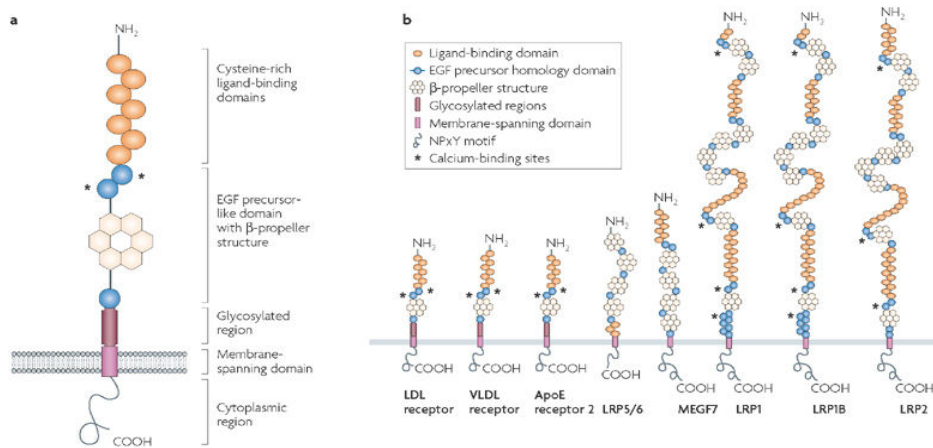 a
NH2
Cysteine-rich
ligand-binding
domains
*
*
EGF precursor-
like domain
with β-propeller
structure
Glycosylated
region
Membrane-
spanning domain
Cytoplasmic
region
COOH
b
Ligand-binding domain
EGF precursor homology domain
β-propeller structure
Glycosylated regions
Membrane-spanning domain
NPxY motif
* Calcium-binding sites
NH2
* *
COOH
LDL
receptor
NH2
* *
COOH
VLDL
receptor
NH2
* *
COOH
ApoE
receptor 2
NH2
COOH
LRP5/6
NH2
COOH
MEGF7
NH2
*
*
*
*
COOH
LRP1
NH2
*
*
*
*
COOH
LRP1B
NH2
*
*
*
COOH
LRP2